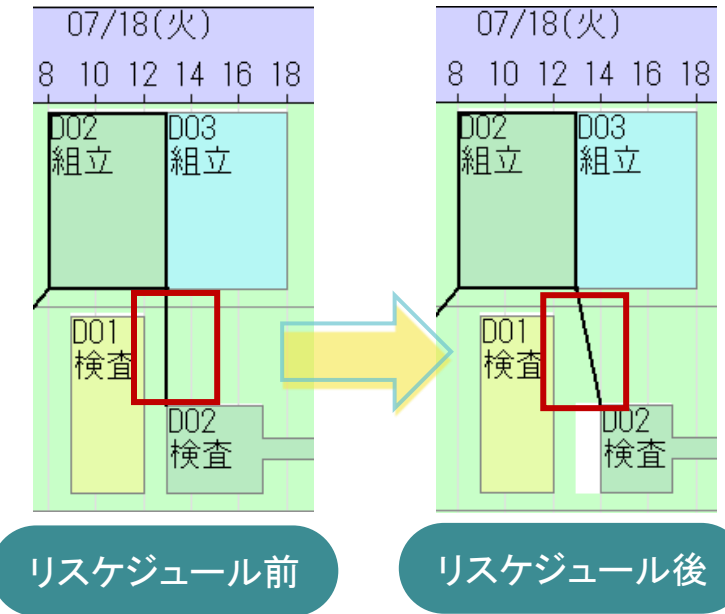 07/18(火)
8 10 12 14 16 18
D02
組立
D03
組立
D01
検査
D02
検査
リスケジュール前
07/18(火)
8 10 12 14 16 18
D02
組立
D03
組立
D01
検査
D02
検査
リスケジュール後